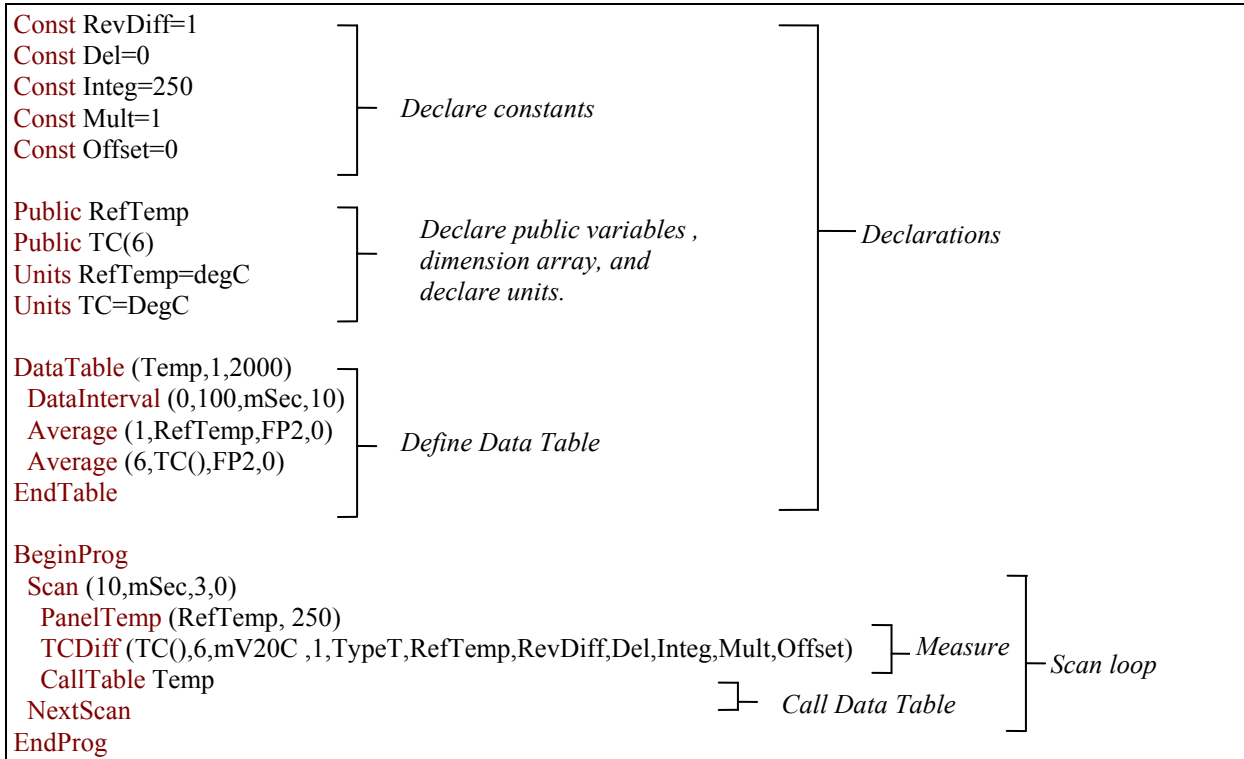 Const RevDiff=1
Const Del=0
Const Integ=250
Const Mult=1
Const Offset=0
Declare constants
Public RefTemp
Public TC(6)
Units RefTemp=degC
Units TC=DegC
Declare public variables ,
dimension array, and
declare units.
Declarations
DataTable (Temp,1,2000)
DataInterval (0,100,mSec,10)
Average (1,RefTemp,FP2,0)
Average (6,TC(),FP2,0)
EndTable
Define Data Table
BeginProg
Scan (10,mSec,3,0)
PanelTemp (RefTemp, 250)
TCDiff (TC(),6,mV20C ,1,TypeT,RefTemp,RevDiff,Del,Integ,Mult,Offset)
Measure
CallTable Temp
Call Data Table
Scan loop
NextScan
EndProg